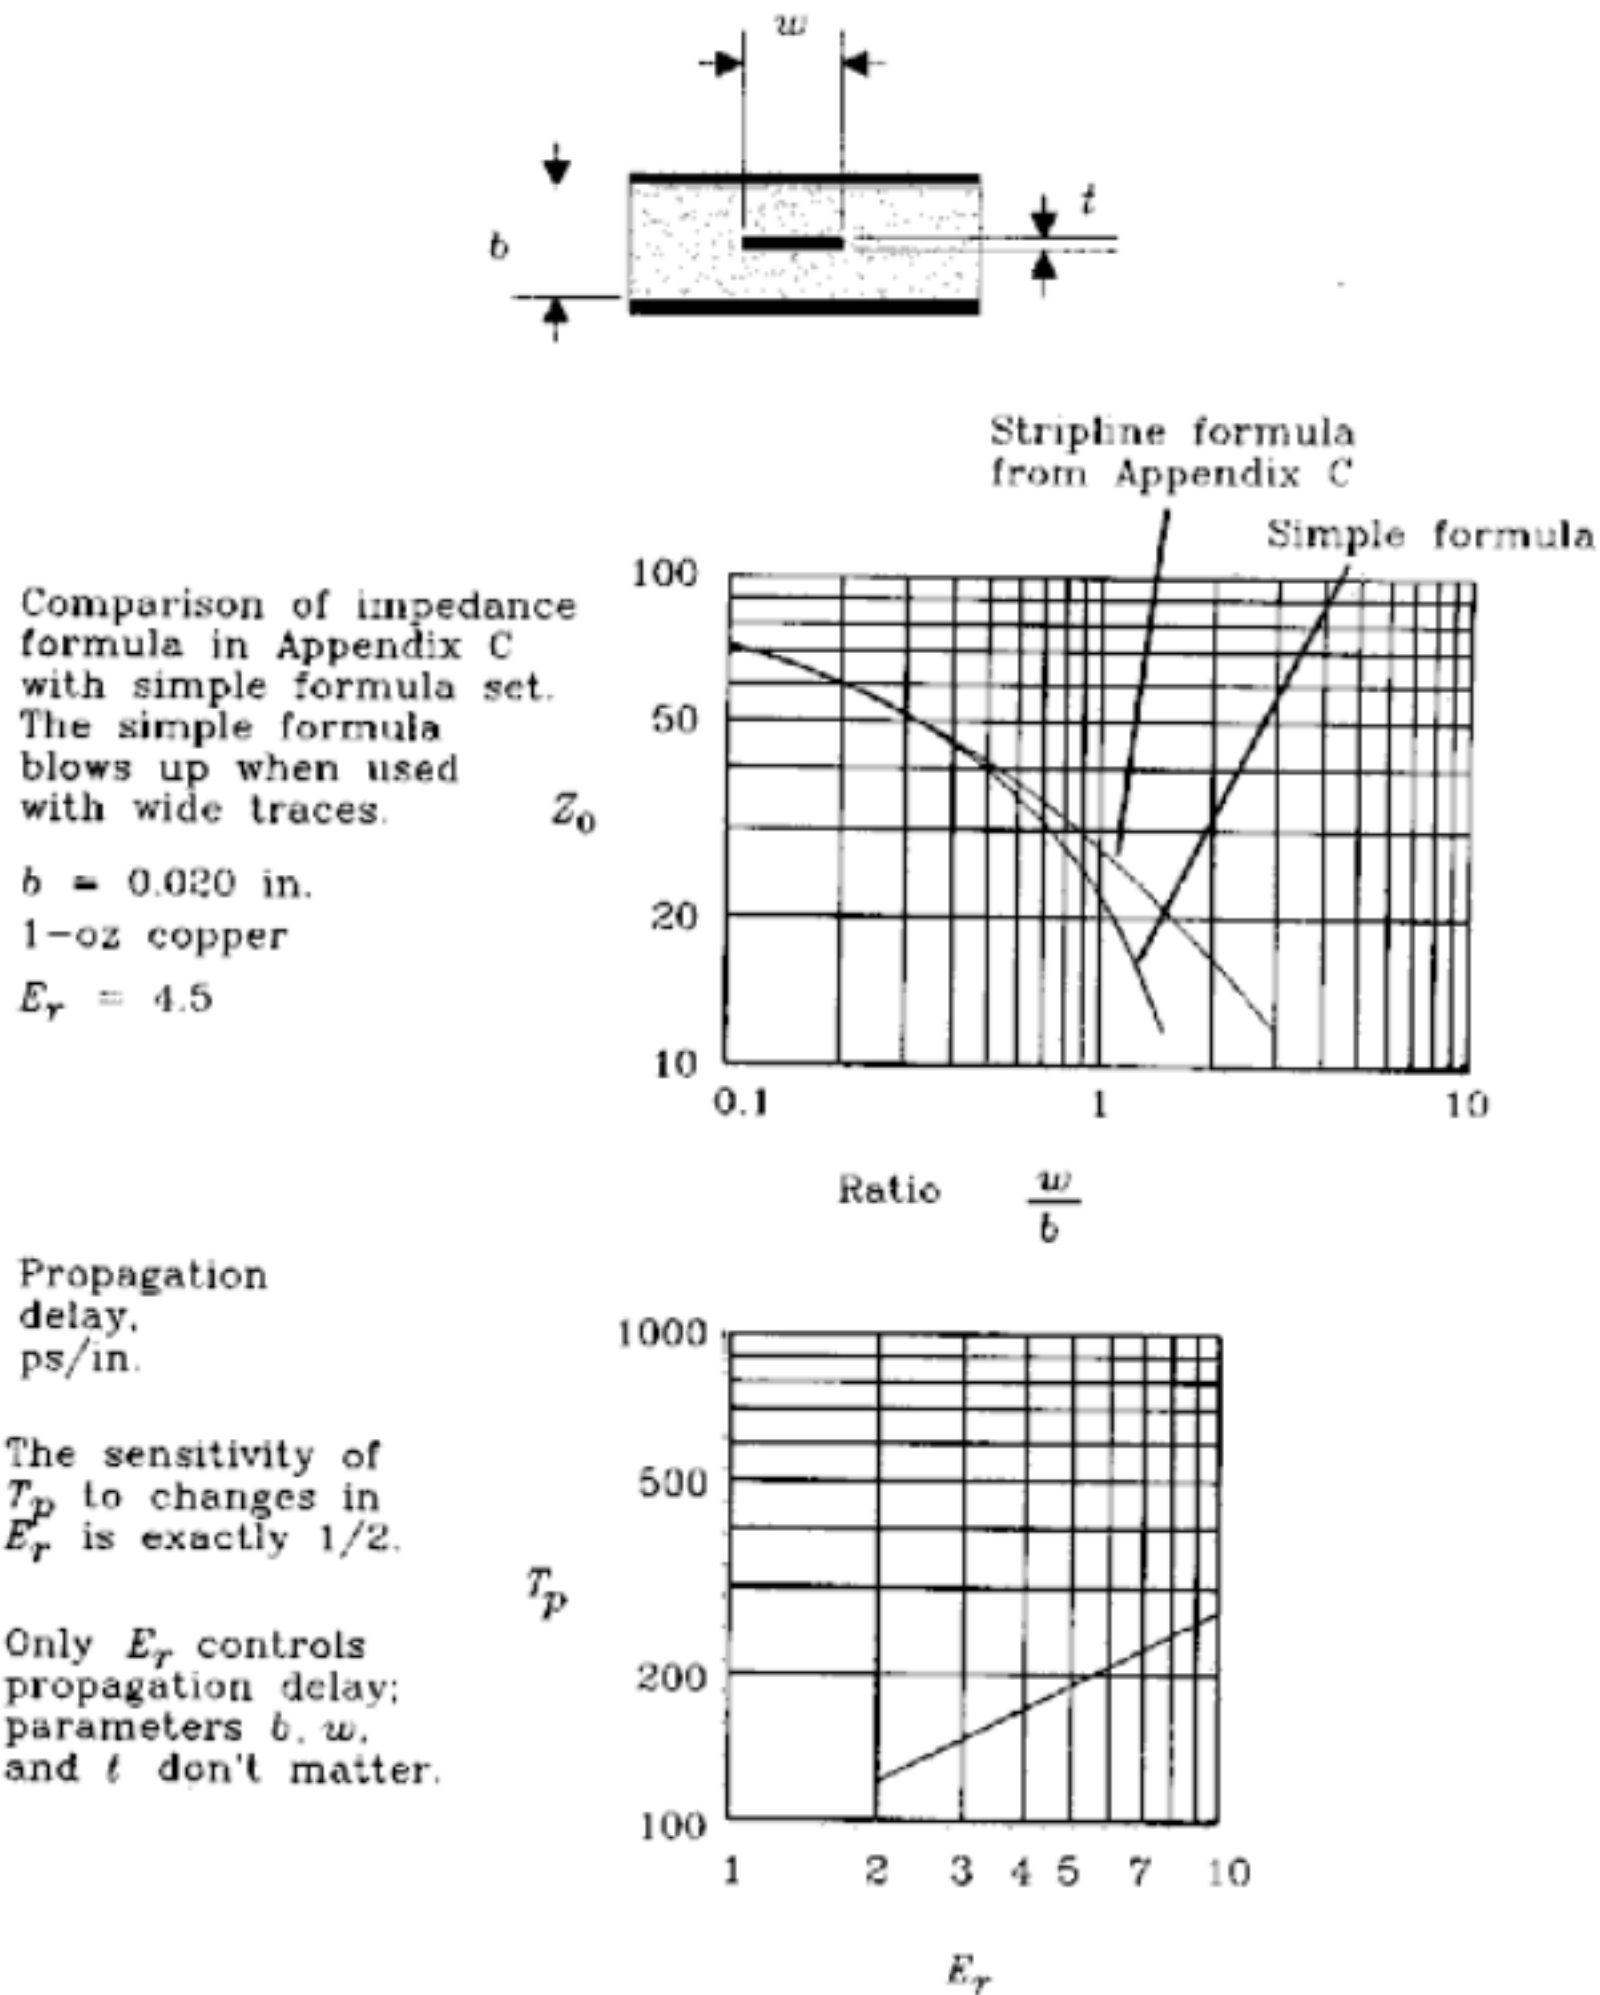 w
t
b
Stripline formula
from Appendix C
Simple formula
Comparison of impedance
formula in Appendix C
with simple formula set.
The simple formula
blows up when used
with wide traces.
b = 0.020 in.
1-oz copper
Er = 4.5
Z0
100
50
20
10
0.1 1 10
Ratio w/b
Propagation
delay,
ps/in.
The sensitivity of
Tp to changes in
Er is exactly 1/2.
Only Er controls
propagation delay;
parameters b, w,
and t don't matter.
Tp
1000
500
200
100
1 2 3 4 5 7 10
Er